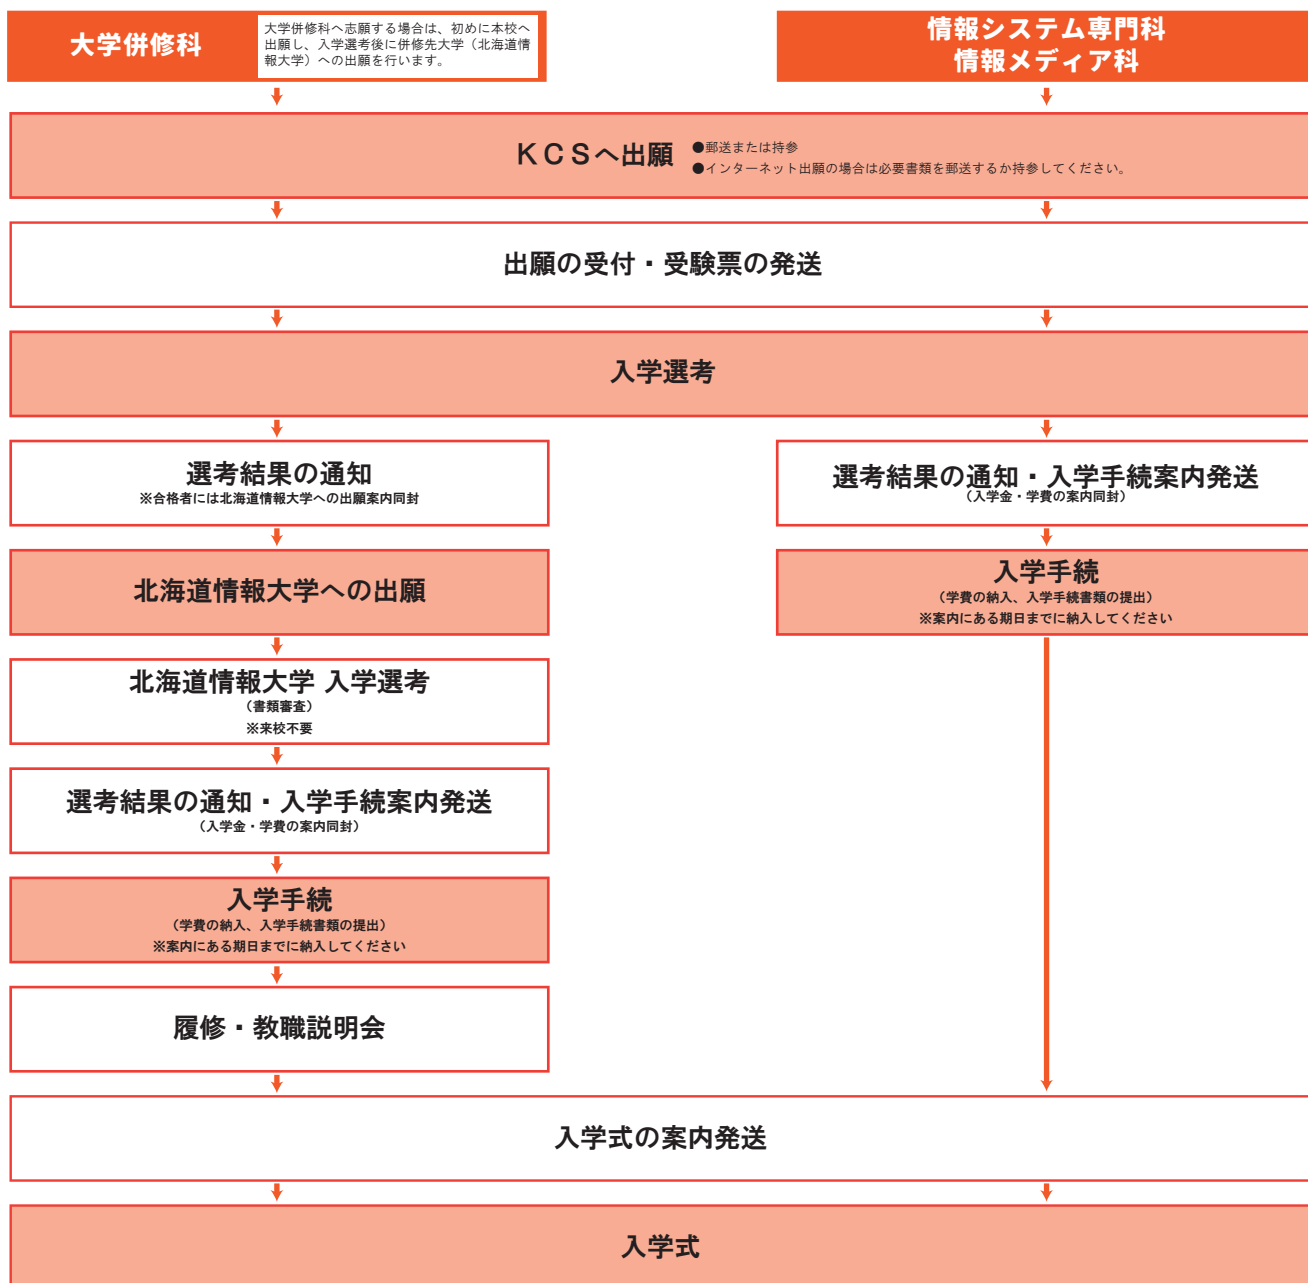 大学併修科
大学併修科へ志願する場合は、初めに本校へ
出願し、入学選考後に併修先大学（北海道情
報大学）への出願を行います。
情報システム専門科
情報メディア科
ＫＣＳへ出願
●郵送または持参
●インターネット出願の場合は必要書類を郵送するか持参してください。
出願の受付・受験票の発送
入学選考
選考結果の通知
※合格者には北海道情報大学への出願案内同封
選考結果の通知・入学手続案内発送
（入学金・学費の案内同封）
北海道情報大学への出願
入学手続
（学費の納入、入学手続書類の提出）
※案内にある期日までに納入してください
北海道情報大学 入学選考
（書類審査）
※来校不要
選考結果の通知・入学手続案内発送
（入学金・学費の案内同封）
入学手続
（学費の納入、入学手続書類の提出）
※案内にある期日までに納入してください
履修・教職説明会
入学式の案内発送
入学式